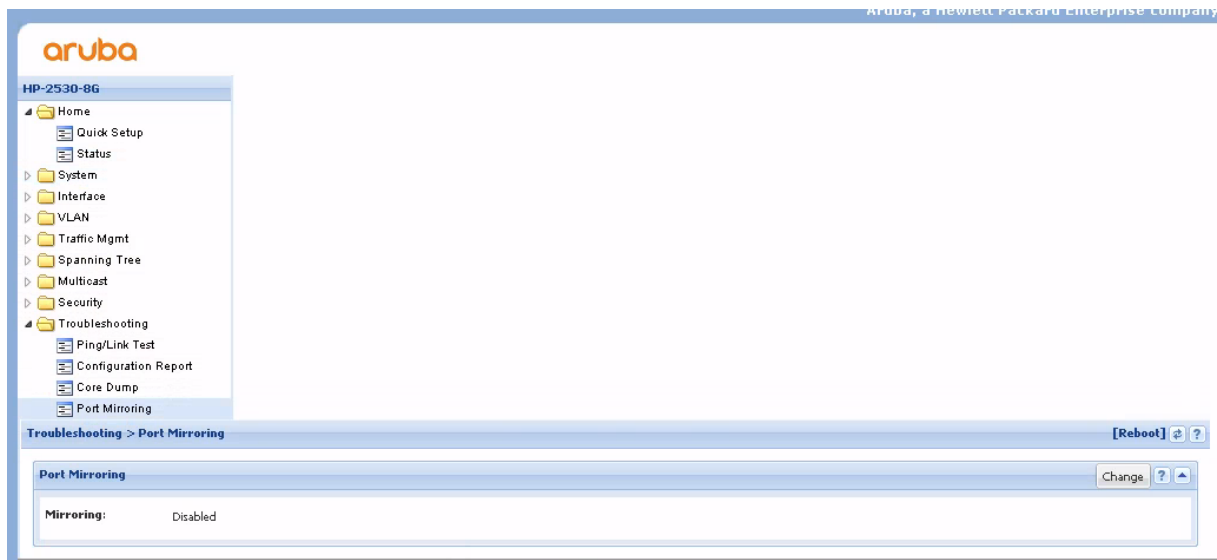 Aruba, a Hewlett Packard Enterprise Company
aruba
HP-2530-8G
Home
Quick Setup
Status
System
Interface
VLAN
Traffic Mgmt
Spanning Tree
Multicast
Security
Troubleshooting
Ping/Link Test
Configuration Report
Core Dump
Port Mirroring
Troubleshooting > Port Mirroring [Reboot] ?
Port Mirroring Change ?
Mirroring: Disabled